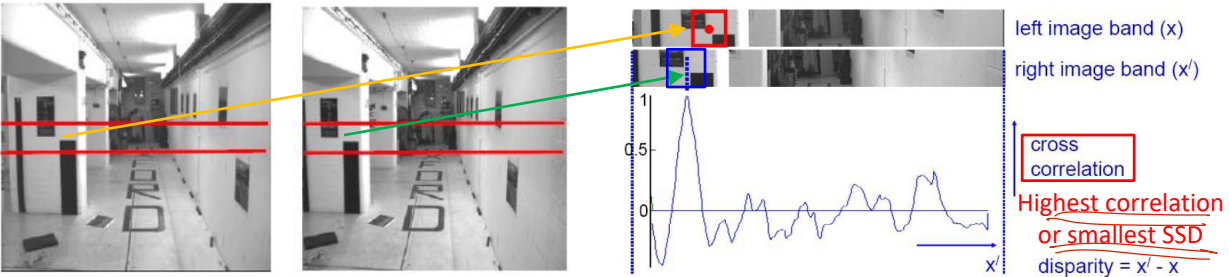 left image band (x)
right image band (x/)
1
0.5
0
x/
cross
correlation
Highest correlation
or smallest SSD
disparity = x/ - x